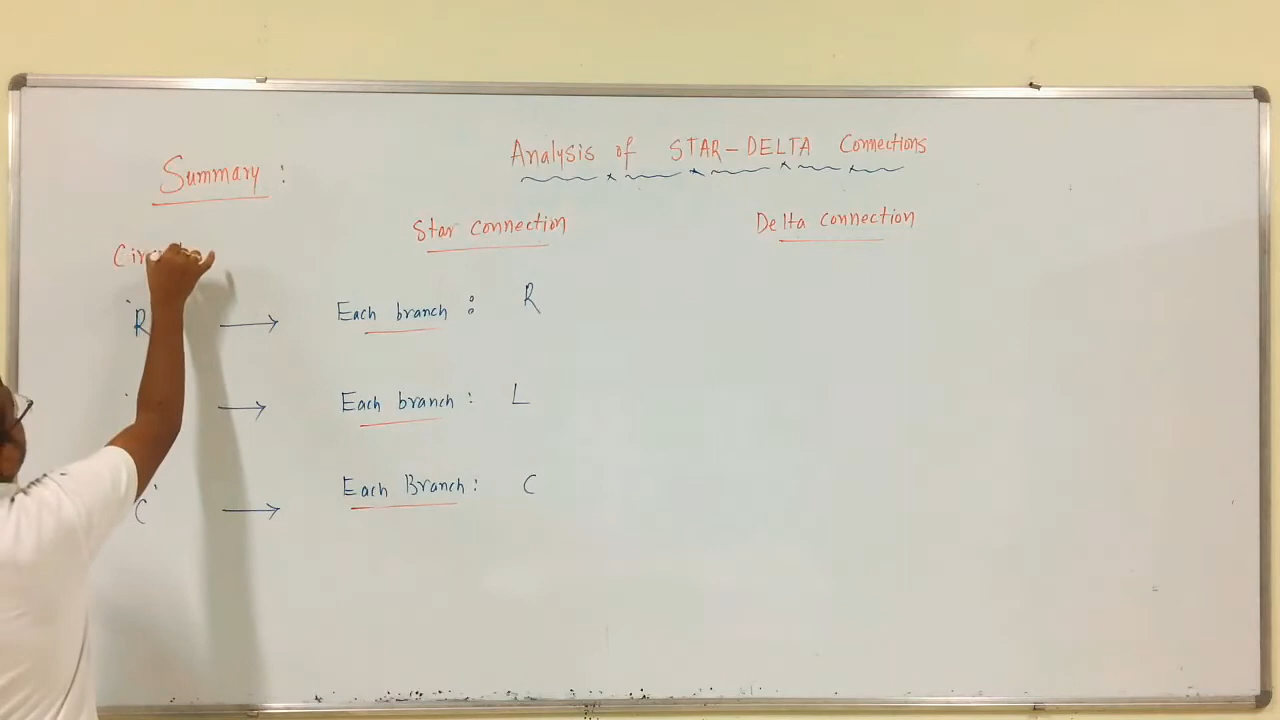 Analysis of STAR-DELTA Connections
Summary :
Star connection
Delta connection
R → Each branch : R
→ Each branch : L
C → Each Branch : C